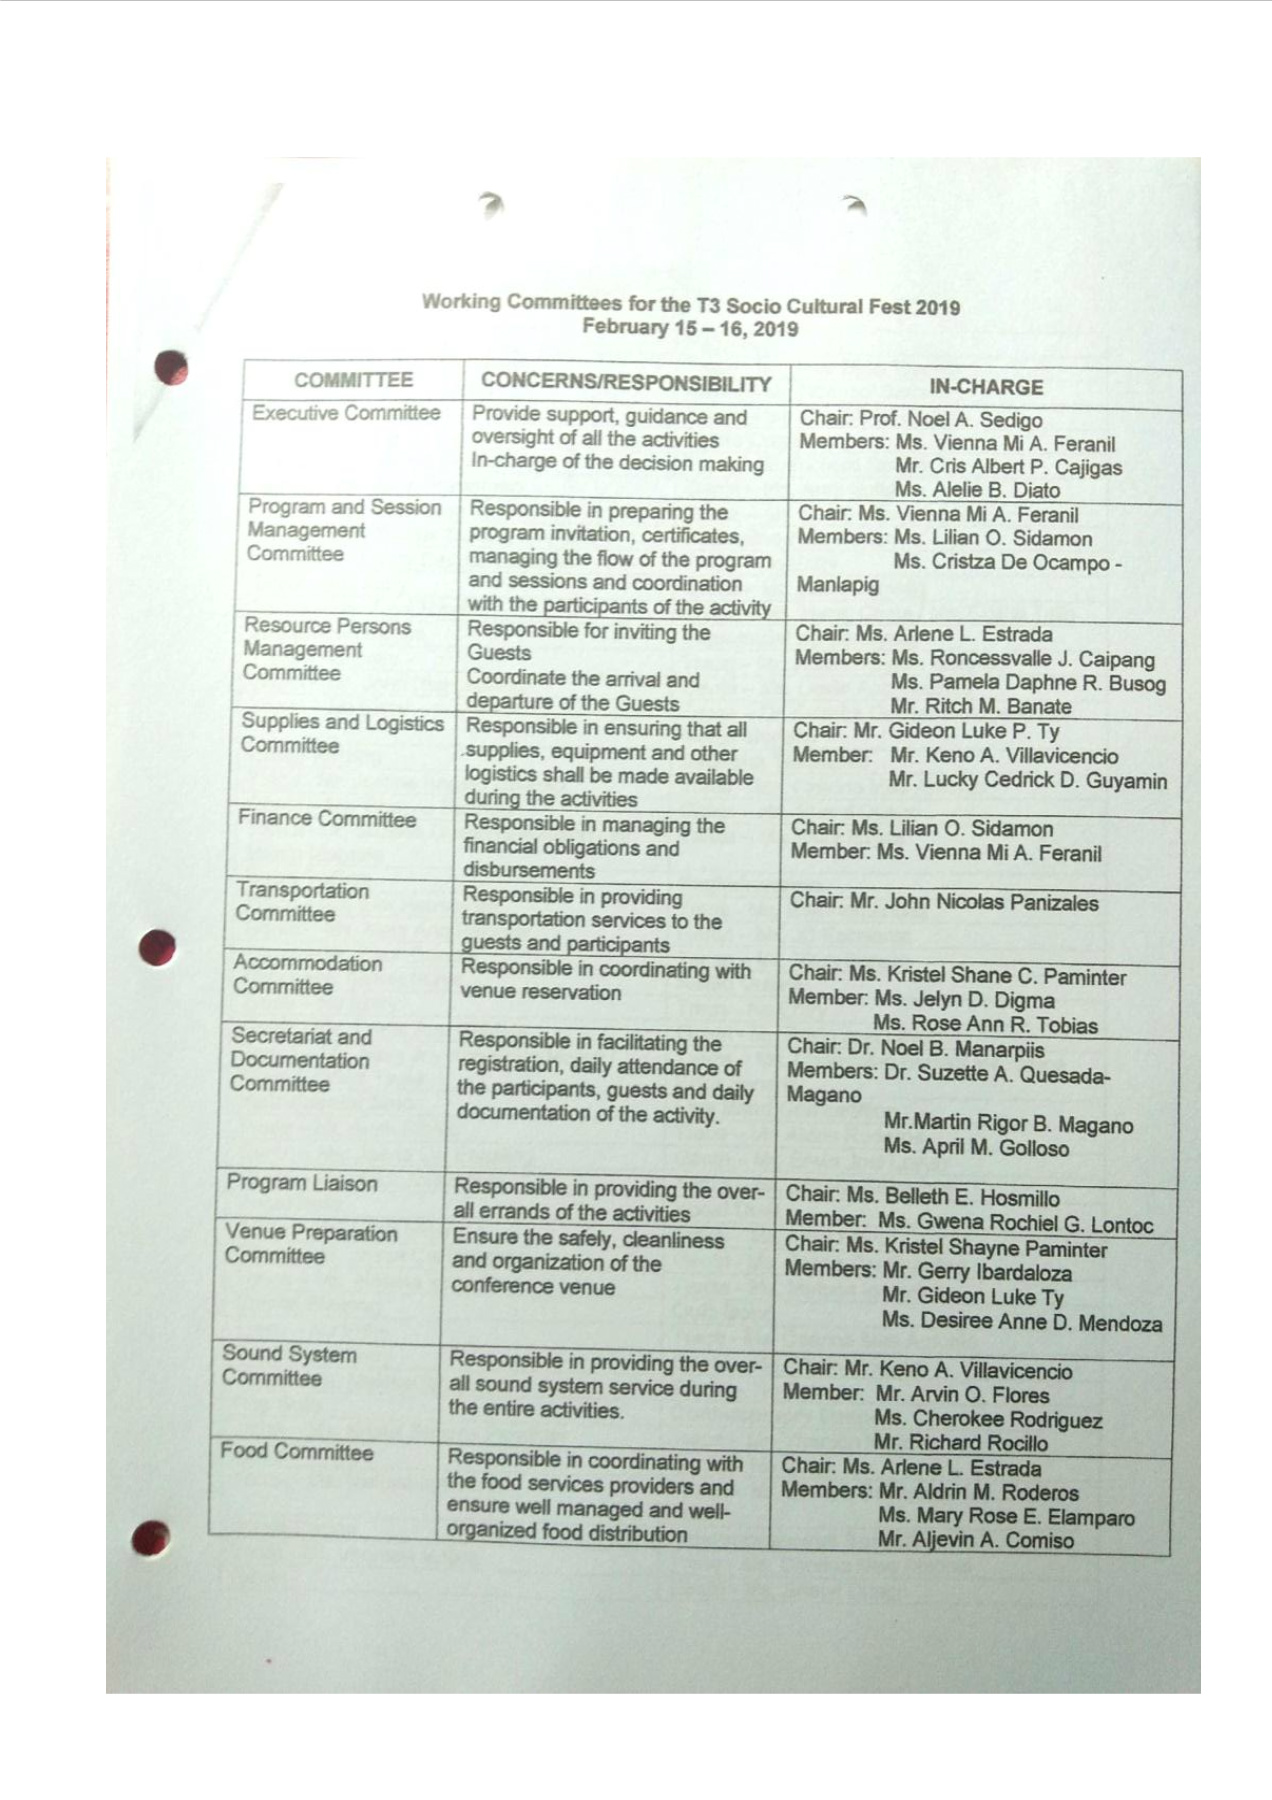 Working Committees for the T3 Socio Cultural Fest 2019
February 15 – 16, 2019
COMMITTEE
CONCERNS/RESPONSIBILITY
IN-CHARGE
Executive Committee
Provide support, guidance and
oversight of all the activities
In-charge of the decision making
Chair: Prof. Noel A. Sedigo
Members: Ms. Vienna Mi A. Feranil
Mr. Cris Albert P. Cajigas
Ms. Alelie B. Diato
Program and Session
Management
Committee
Responsible in preparing the
program invitation, certificates,
managing the flow of the program
and sessions and coordination
with the participants of the activity
Chair: Ms. Vienna Mi A. Feranil
Members: Ms. Lilian O. Sidamon
Ms. Cristza De Ocampo -
Manlapig
Resource Persons
Management
Committee
Responsible for inviting the
Guests
Coordinate the arrival and
departure of the Guests
Chair: Ms. Arlene L. Estrada
Members: Ms. Roncessvalle J. Caipang
Ms. Pamela Daphne R. Busog
Mr. Ritch M. Banate
Supplies and Logistics
Committee
Responsible in ensuring that all
supplies, equipment and other
logistics shall be made available
during the activities
Chair: Mr. Gideon Luke P. Ty
Member: Mr. Keno A. Villavicencio
Mr. Lucky Cedrick D. Guyamin
Finance Committee
Responsible in managing the
financial obligations and
disbursements
Chair: Ms. Lilian O. Sidamon
Member: Ms. Vienna Mi A. Feranil
Transportation
Committee
Responsible in providing
transportation services to the
guests and participants
Chair: Mr. John Nicolas Panizales
Accommodation
Committee
Responsible in coordinating with
venue reservation
Chair: Ms. Kristel Shane C. Paminter
Member: Ms. Jelyn D. Digma
Ms. Rose Ann R. Tobias
Secretariat and
Documentation
Committee
Responsible in facilitating the
registration, daily attendance of
the participants, guests and daily
documentation of the activity.
Chair: Dr. Noel B. Manarpiis
Members: Dr. Suzette A. Quesada-
Magano
Mr.Martin Rigor B. Magano
Ms. April M. Golloso
Program Liaison
Responsible in providing the over-
all errands of the activities
Chair: Ms. Belleth E. Hosmillo
Member: Ms. Gwena Rochiel G. Lontoc
Venue Preparation
Committee
Ensure the safely, cleanliness
and organization of the
conference venue
Chair: Ms. Kristel Shayne Paminter
Members: Mr. Gerry Ibardaloza
Mr. Gideon Luke Ty
Ms. Desiree Anne D. Mendoza
Sound System
Committee
Responsible in providing the over-
all sound system service during
the entire activities.
Chair: Mr. Keno A. Villavicencio
Member: Mr. Arvin O. Flores
Ms. Cherokee Rodriguez
Mr. Richard Rocillo
Food Committee
Responsible in coordinating with
the food services providers and
ensure well managed and well-
organized food distribution
Chair: Ms. Arlene L. Estrada
Members: Mr. Aldrin M. Roderos
Ms. Mary Rose E. Elamparo
Mr. Aljevin A. Comiso